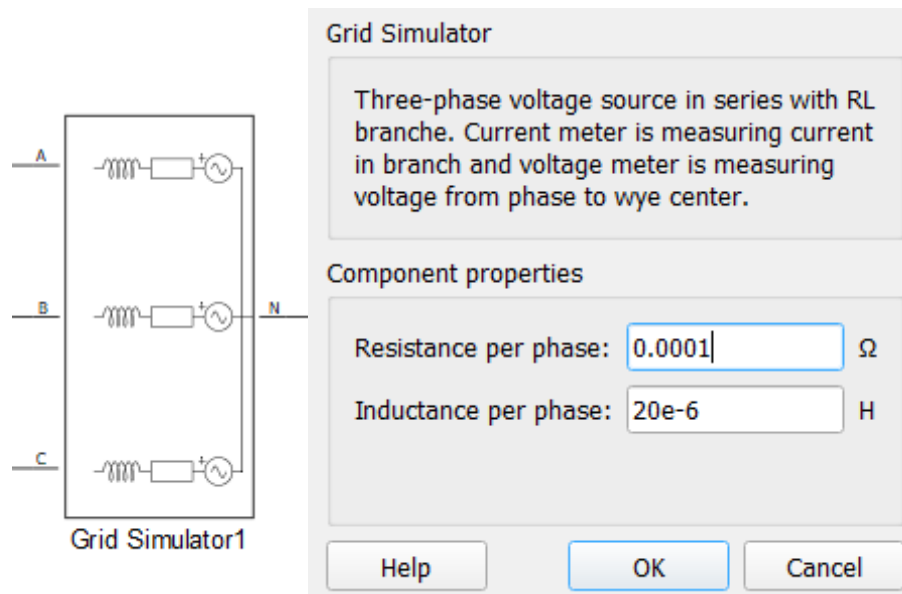 A
B
N
C
Grid Simulator1
Grid Simulator
Three-phase voltage source in series with RL
branche. Current meter is measuring current
in branch and voltage meter is measuring
voltage from phase to wye center.
Component properties
Resistance per phase: 0.0001 Ω
Inductance per phase: 20e-6 H
Help OK Cancel